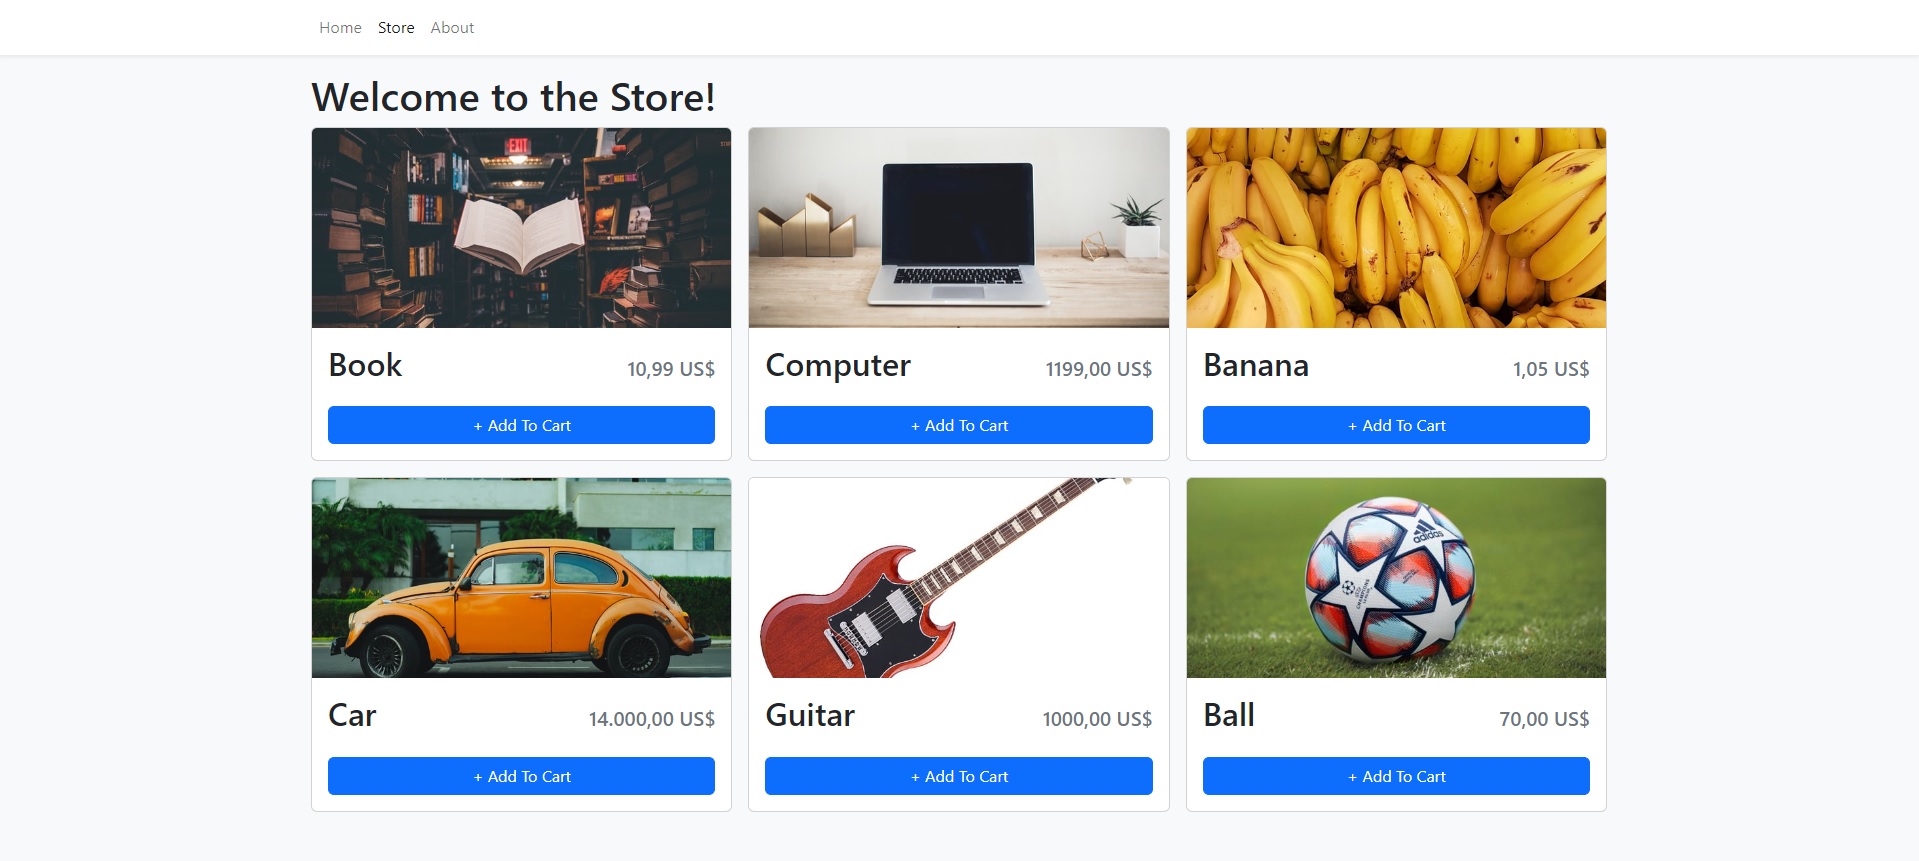 Home Store About
Welcome to the Store!
EXIT
Book 10,99 US$
+ Add To Cart
Computer 1199,00 US$
+ Add To Cart
Banana 1,05 US$
+ Add To Cart
adidas
CHAMPIONS
Car 14.000,00 US$
+ Add To Cart
Guitar 1000,00 US$
+ Add To Cart
Ball 70,00 US$
+ Add To Cart